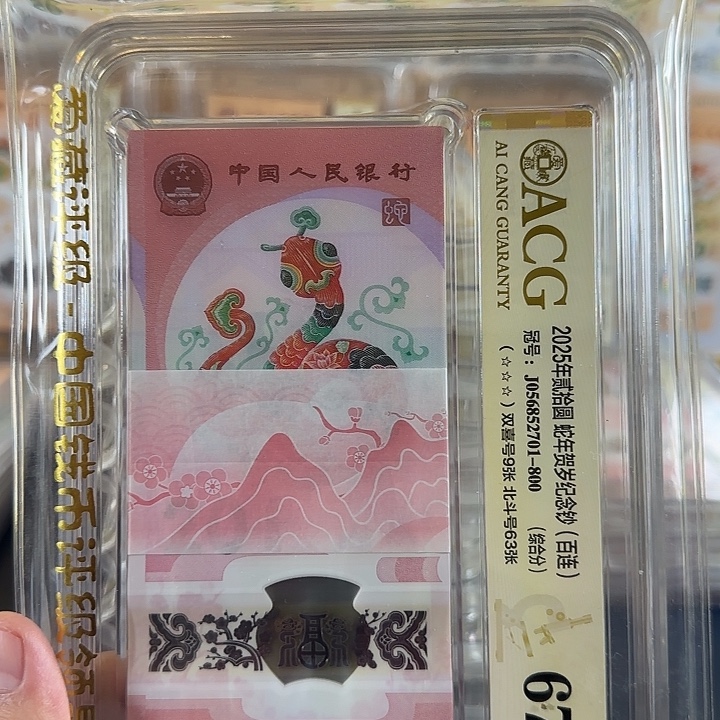 爱藏评级-中国钱币评级
中国人民银行
ACG
AI CANG GUARANTY
2025年贰拾圆 蛇年贺岁纪念钞 (百连)
冠号: J056852701-800 (综合分)
(☆☆☆) 双喜号9张 北斗号63张
67